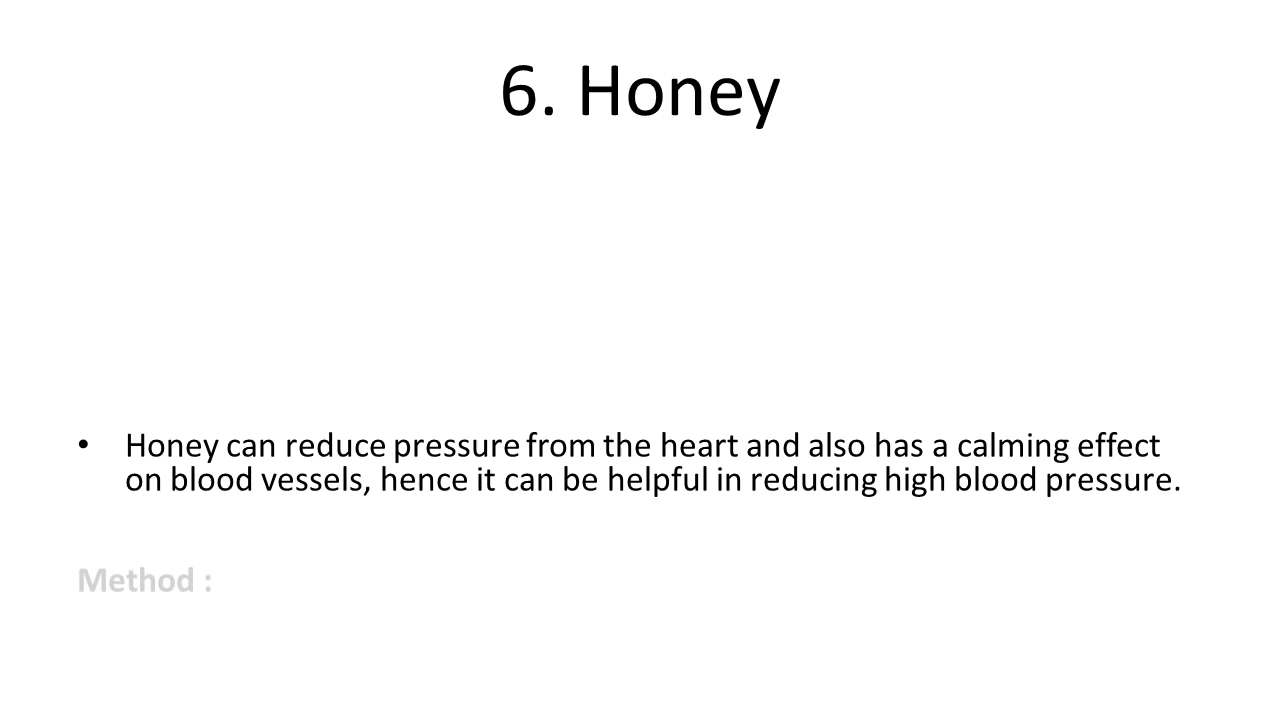 6. Honey
• Honey can reduce pressure from the heart and also has a calming effect
on blood vessels, hence it can be helpful in reducing high blood pressure.
Method :